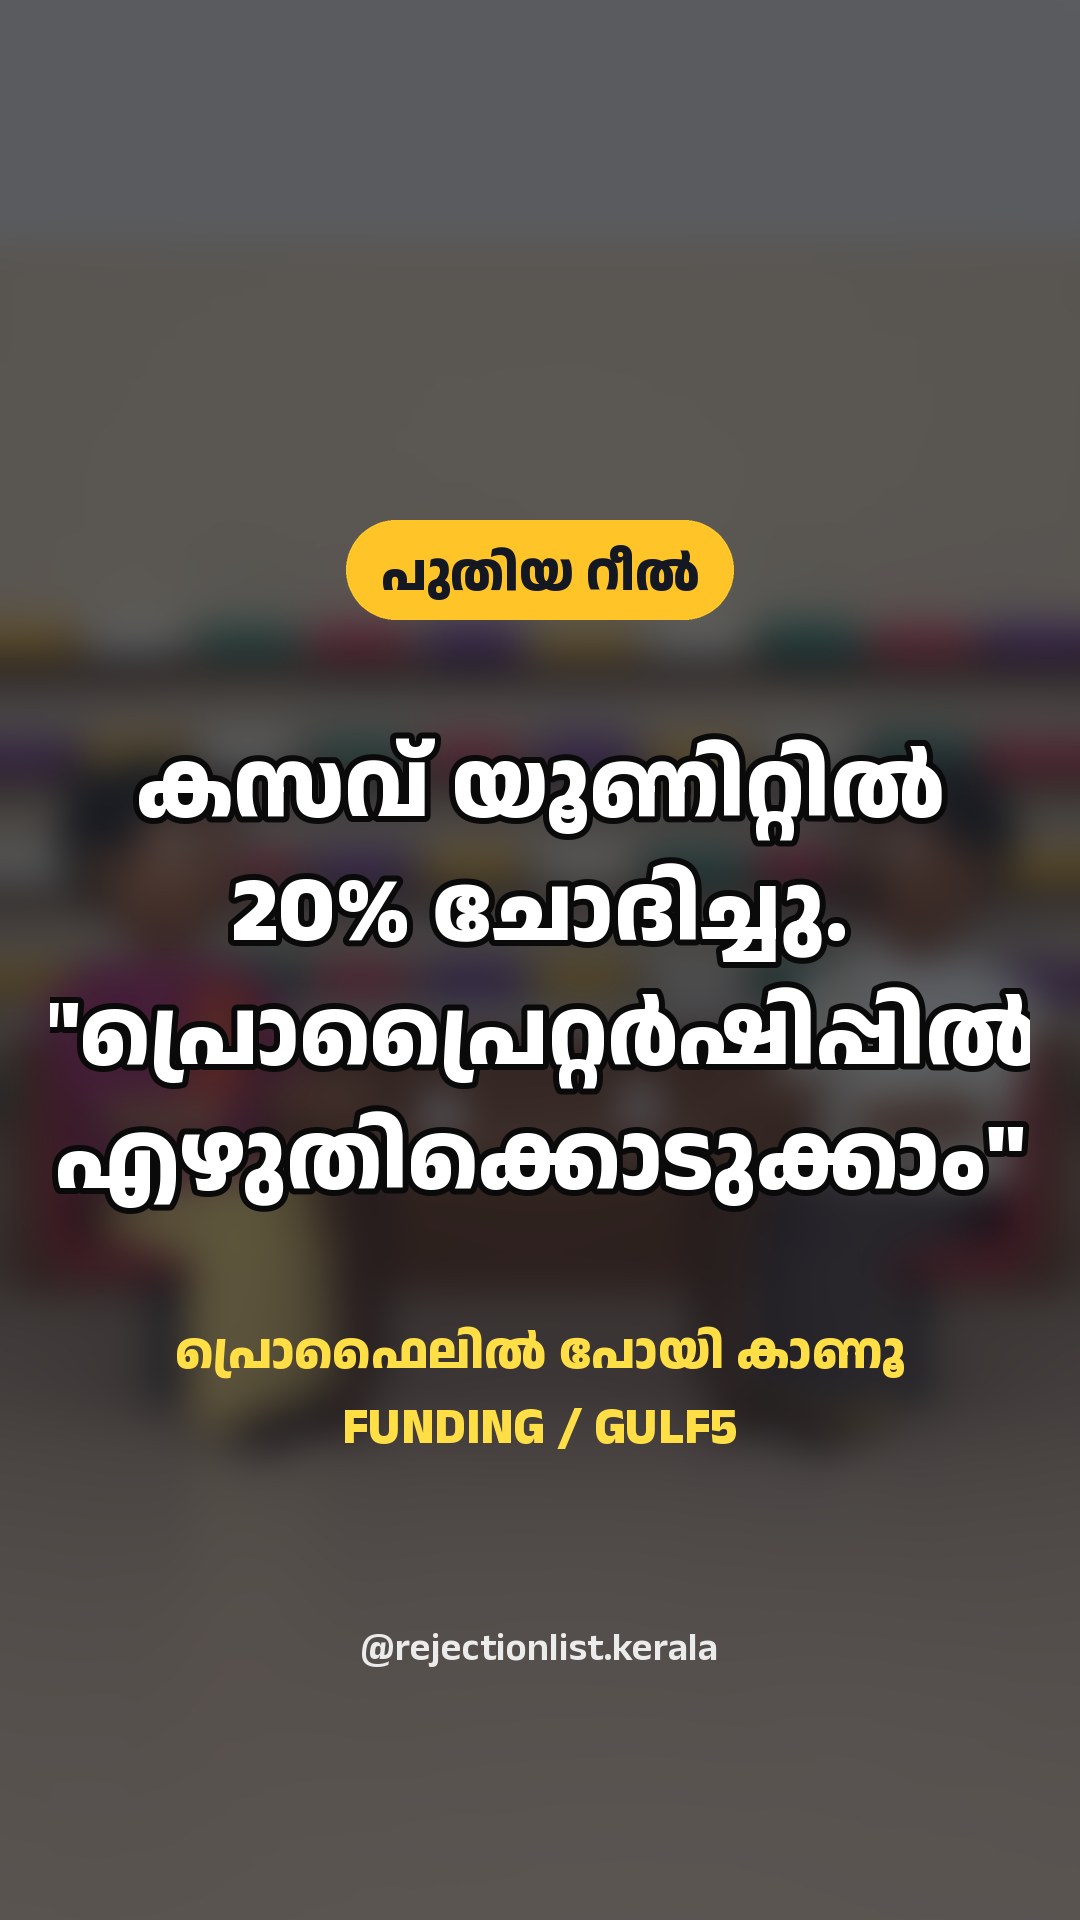 പുതിയ റീൽ
കസവ് യൂണിറ്റിൽ
20% ചോദിച്ചു.
"പ്രൊപ്രൈറ്റർഷിപ്പിൽ
എഴുതിക്കൊടുക്കാം"
പ്രൊഫൈലിൽ പോയി കാണൂ
FUNDING / GULF5
@rejectionlist.kerala